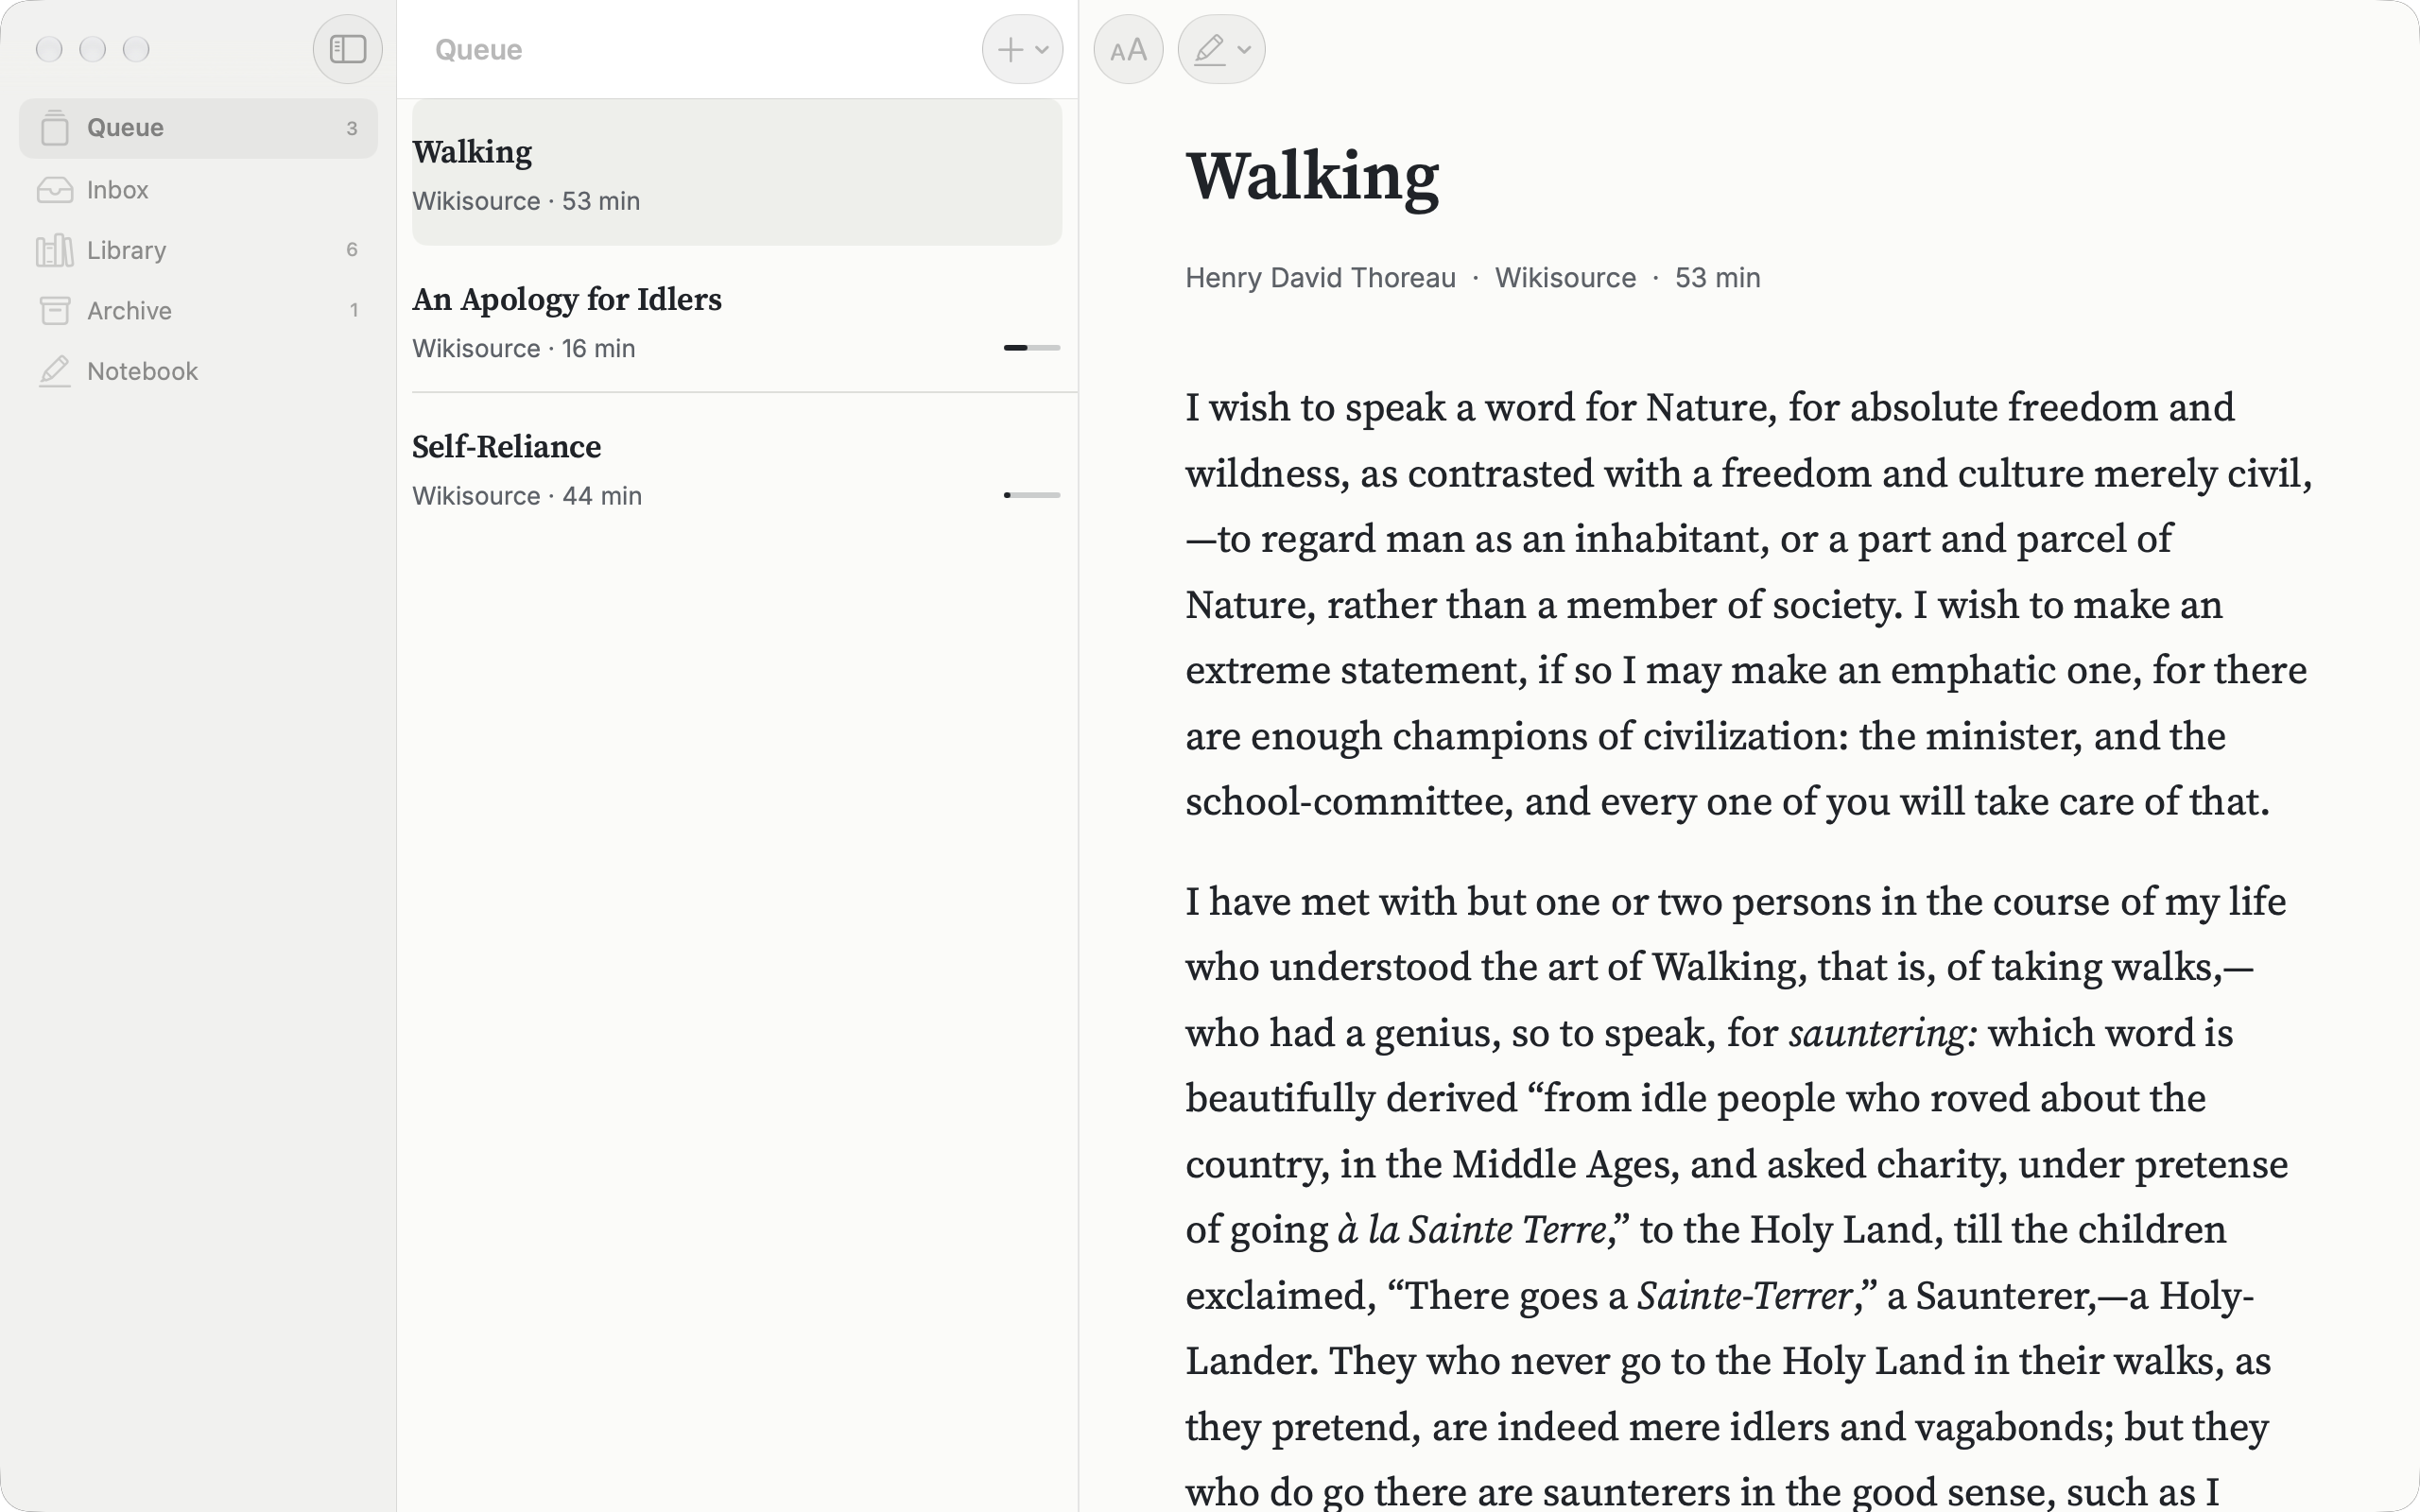 Queue
3
Inbox
Library
6
Archive
1
Notebook
Queue
Walking
Wikisource · 53 min
An Apology for Idlers
Wikisource · 16 min
Self-Reliance
Wikisource · 44 min
AA
Walking
Henry David Thoreau · Wikisource · 53 min
I wish to speak a word for Nature, for absolute freedom and
wildness, as contrasted with a freedom and culture merely civil,
—to regard man as an inhabitant, or a part and parcel of
Nature, rather than a member of society. I wish to make an
extreme statement, if so I may make an emphatic one, for there
are enough champions of civilization: the minister, and the
school-committee, and every one of you will take care of that.
I have met with but one or two persons in the course of my life
who understood the art of Walking, that is, of taking walks,—
who had a genius, so to speak, for sauntering: which word is
beautifully derived “from idle people who roved about the
country, in the Middle Ages, and asked charity, under pretense
of going à la Sainte Terre,” to the Holy Land, till the children
exclaimed, “There goes a Sainte-Terrer,” a Saunterer,—a Holy-
Lander. They who never go to the Holy Land in their walks, as
they pretend, are indeed mere idlers and vagabonds; but they
who do go there are saunterers in the good sense, such as I